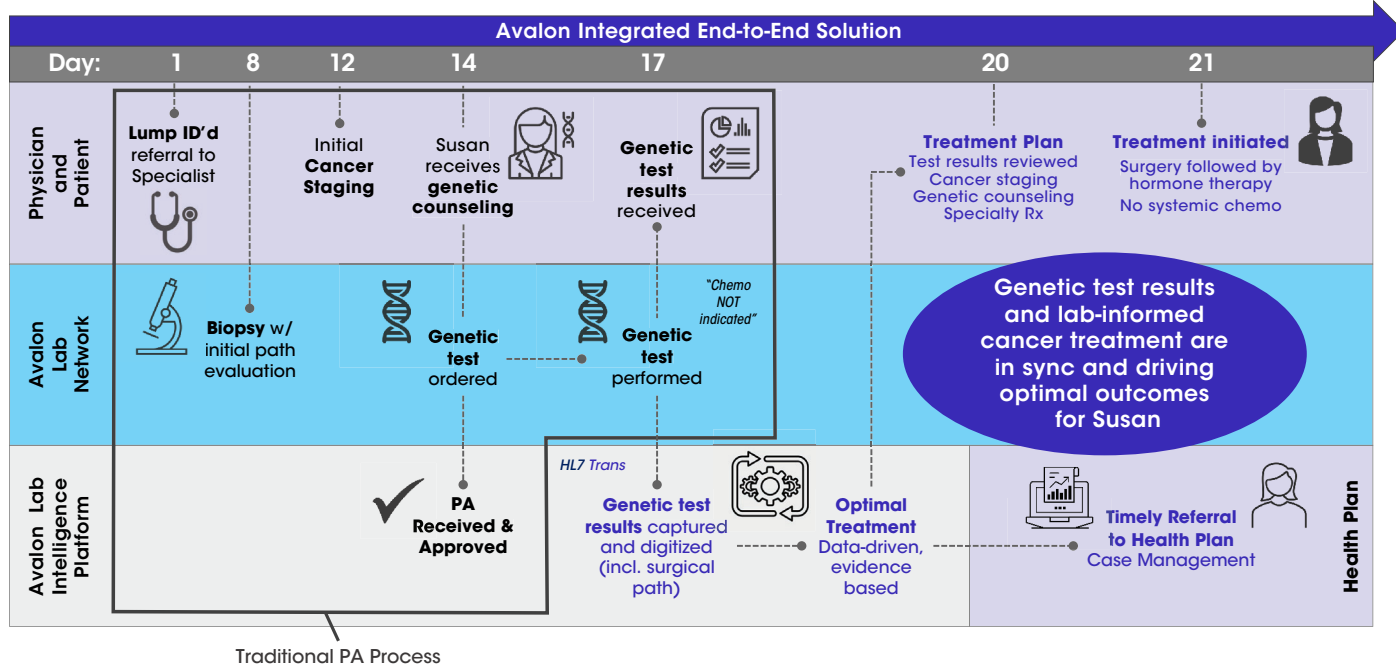 Avalon Integrated End-to-End Solution
Day: 1 8 12 14 17 20 21
Physician
and
Patient
Lump ID’d
referral to
Specialist
Initial
Cancer
Staging
Susan
receives
genetic
counseling
Genetic
test
results
received
Treatment Plan
Test results reviewed
Cancer staging
Genetic counseling
Specialty Rx
Treatment initiated
Surgery followed by
hormone therapy
No systemic chemo
Avalon
Lab
Network
Biopsy w/
initial path
evaluation
Genetic
test
ordered
Genetic
test
performed
“Chemo
NOT
indicated”
Genetic test results
and lab-informed
cancer treatment are
in sync and driving
optimal outcomes
for Susan
Avalon Lab
Intelligence
Platform
PA
Received &
Approved
HL7 Trans
Genetic test
results captured
and digitized
(incl. surgical
path)
Optimal
Treatment
Data-driven,
evidence
based
Timely Referral
to Health Plan
Case Management
Health Plan
Traditional PA Process